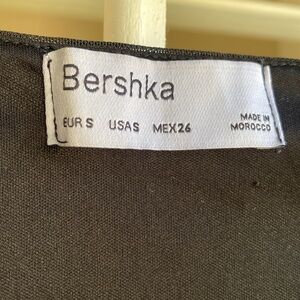 Bershka
EUR S USA S MEX 26
MADE IN
MOROCCO